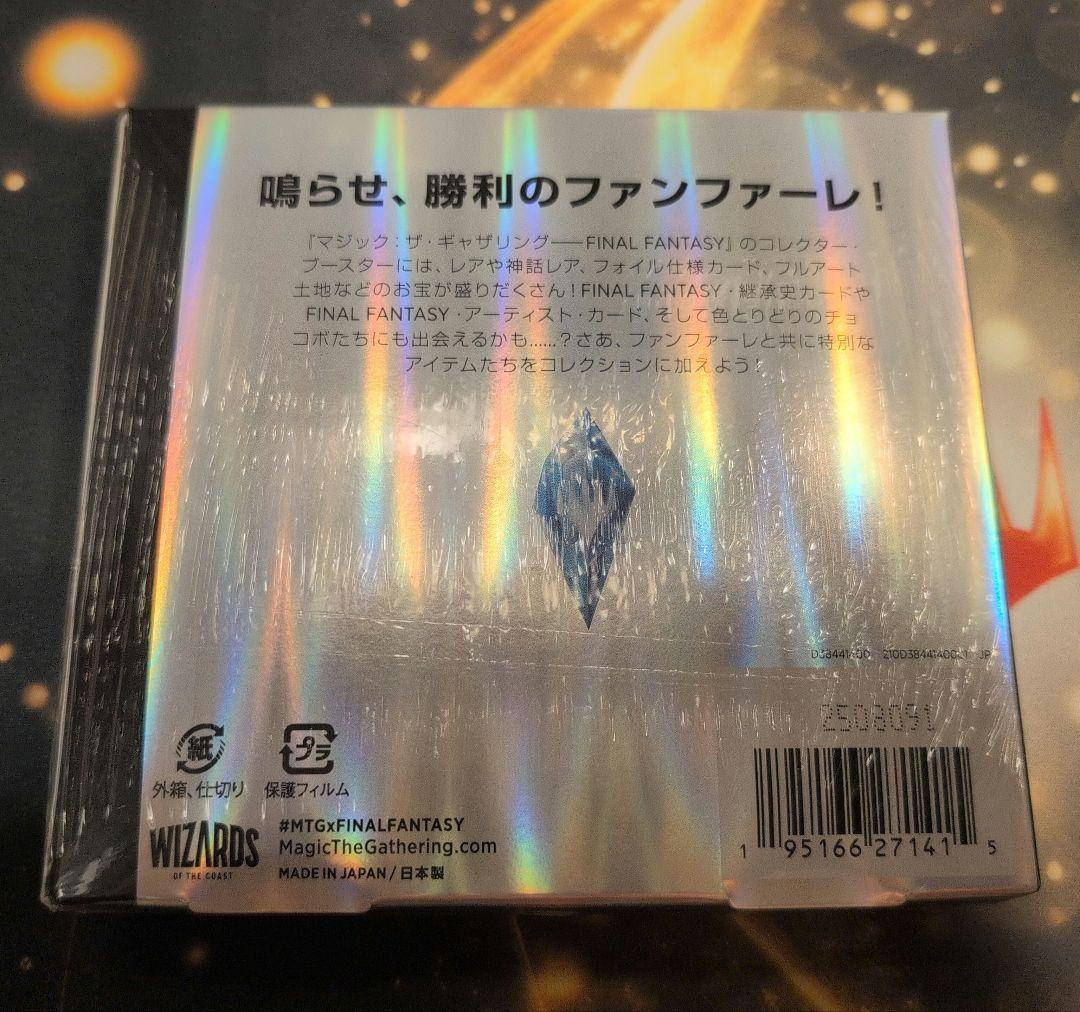 鳴らせ、勝利のファンファーレ!
『マジック:ザ・ギャザリング——FINAL FANTASY』のコレクター・
ブースターには、レアや神話レア、フォイル仕様カード、フルアート
土地などのお宝が盛りだくさん!FINAL FANTASY・継承史カードや
FINAL FANTASY・アーティスト・カード、そして色とりどりのチョ
コボたちにも出会えるかも……?さあ、ファンファーレと共に特別な
アイテムたちをコレクションに加えよう!
JP
2508091
紙
プラ
外箱、仕切り
保護フィルム
WIZARDS
OF THE COAST
#MTGxFINALFANTASY
MagicTheGathering.com
MADE IN JAPAN / 日本製
1 95166 27141 5